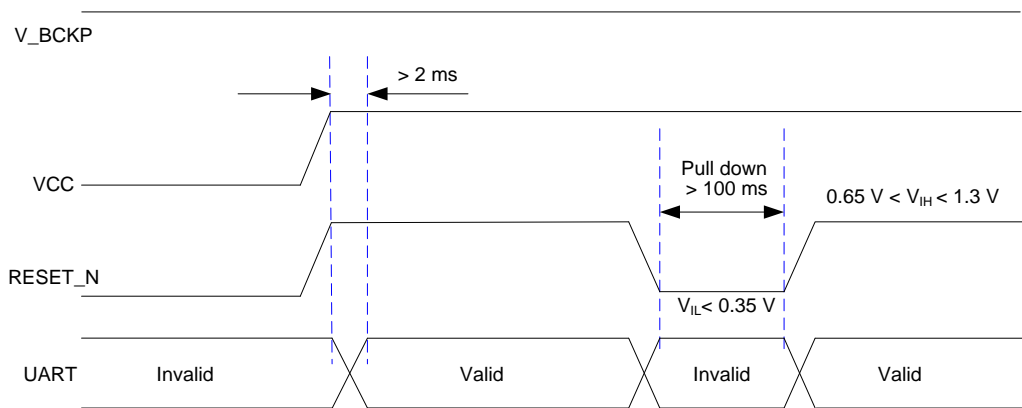 V_BCKP
> 2 ms
VCC
Pull down
> 100 ms
0.65 V < VIH < 1.3 V
RESET_N
VIL< 0.35 V
UART
Invalid
Valid
Invalid
Valid